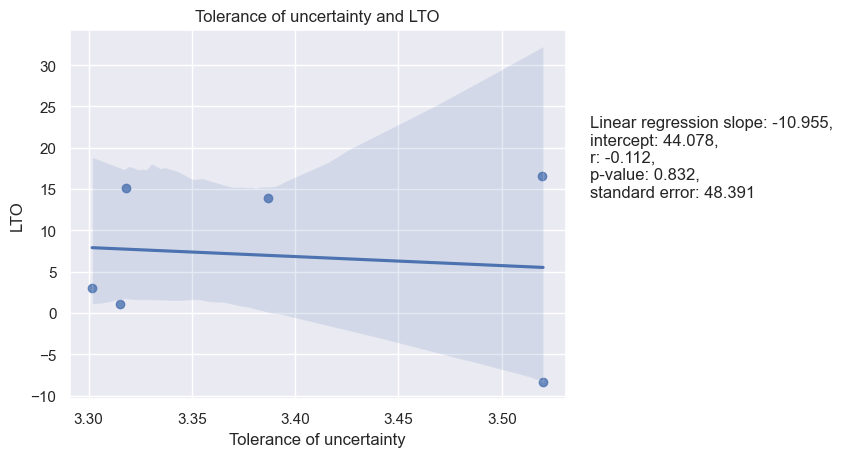 Tolerance of uncertainty and LTO
30
25
20
15
10
5
0
−5
−10
LTO
3.30
3.35
3.40
3.45
3.50
Tolerance of uncertainty
Linear regression slope: -10.955,
intercept: 44.078,
r: -0.112,
p-value: 0.832,
standard error: 48.391